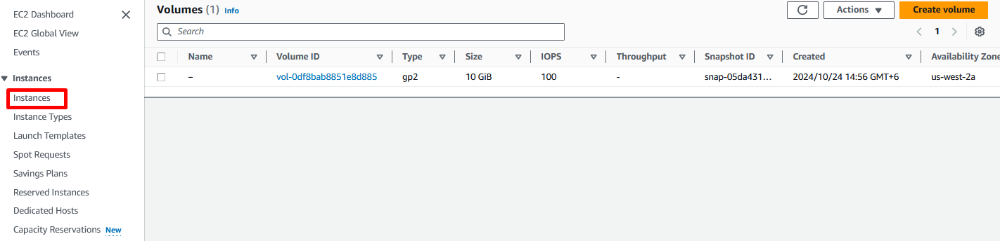 EC2 Dashboard
EC2 Global View
Events
Instances
Instances
Instance Types
Launch Templates
Spot Requests
Savings Plans
Reserved Instances
Dedicated Hosts
Capacity Reservations New
Volumes (1) Info
Actions
Create volume
Search
1
Name Volume ID Type Size IOPS Throughput Snapshot ID Created Availability Zone
– vol-0df8bab8851e8d885 gp2 10 GiB 100 - snap-05da431... 2024/10/24 14:56 GMT+6 us-west-2a